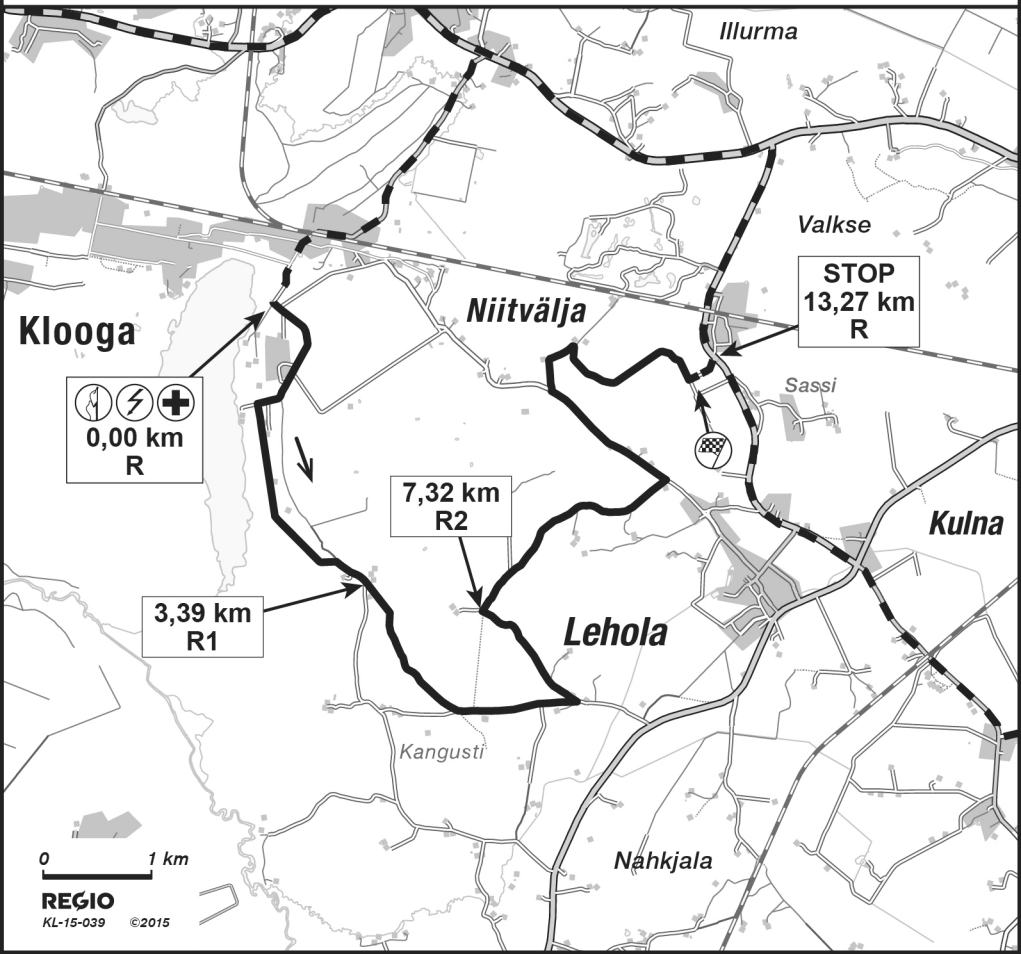 Illurma
Valkse
STOP
13,27 km
R
Niitvälja
Klooga
Sassi
0,00 km
R
7,32 km
R2
Kulna
3,39 km
R1
Lehola
Kangusti
Nahkjala
0 1 km
REGIO
KL-15-039 ©2015